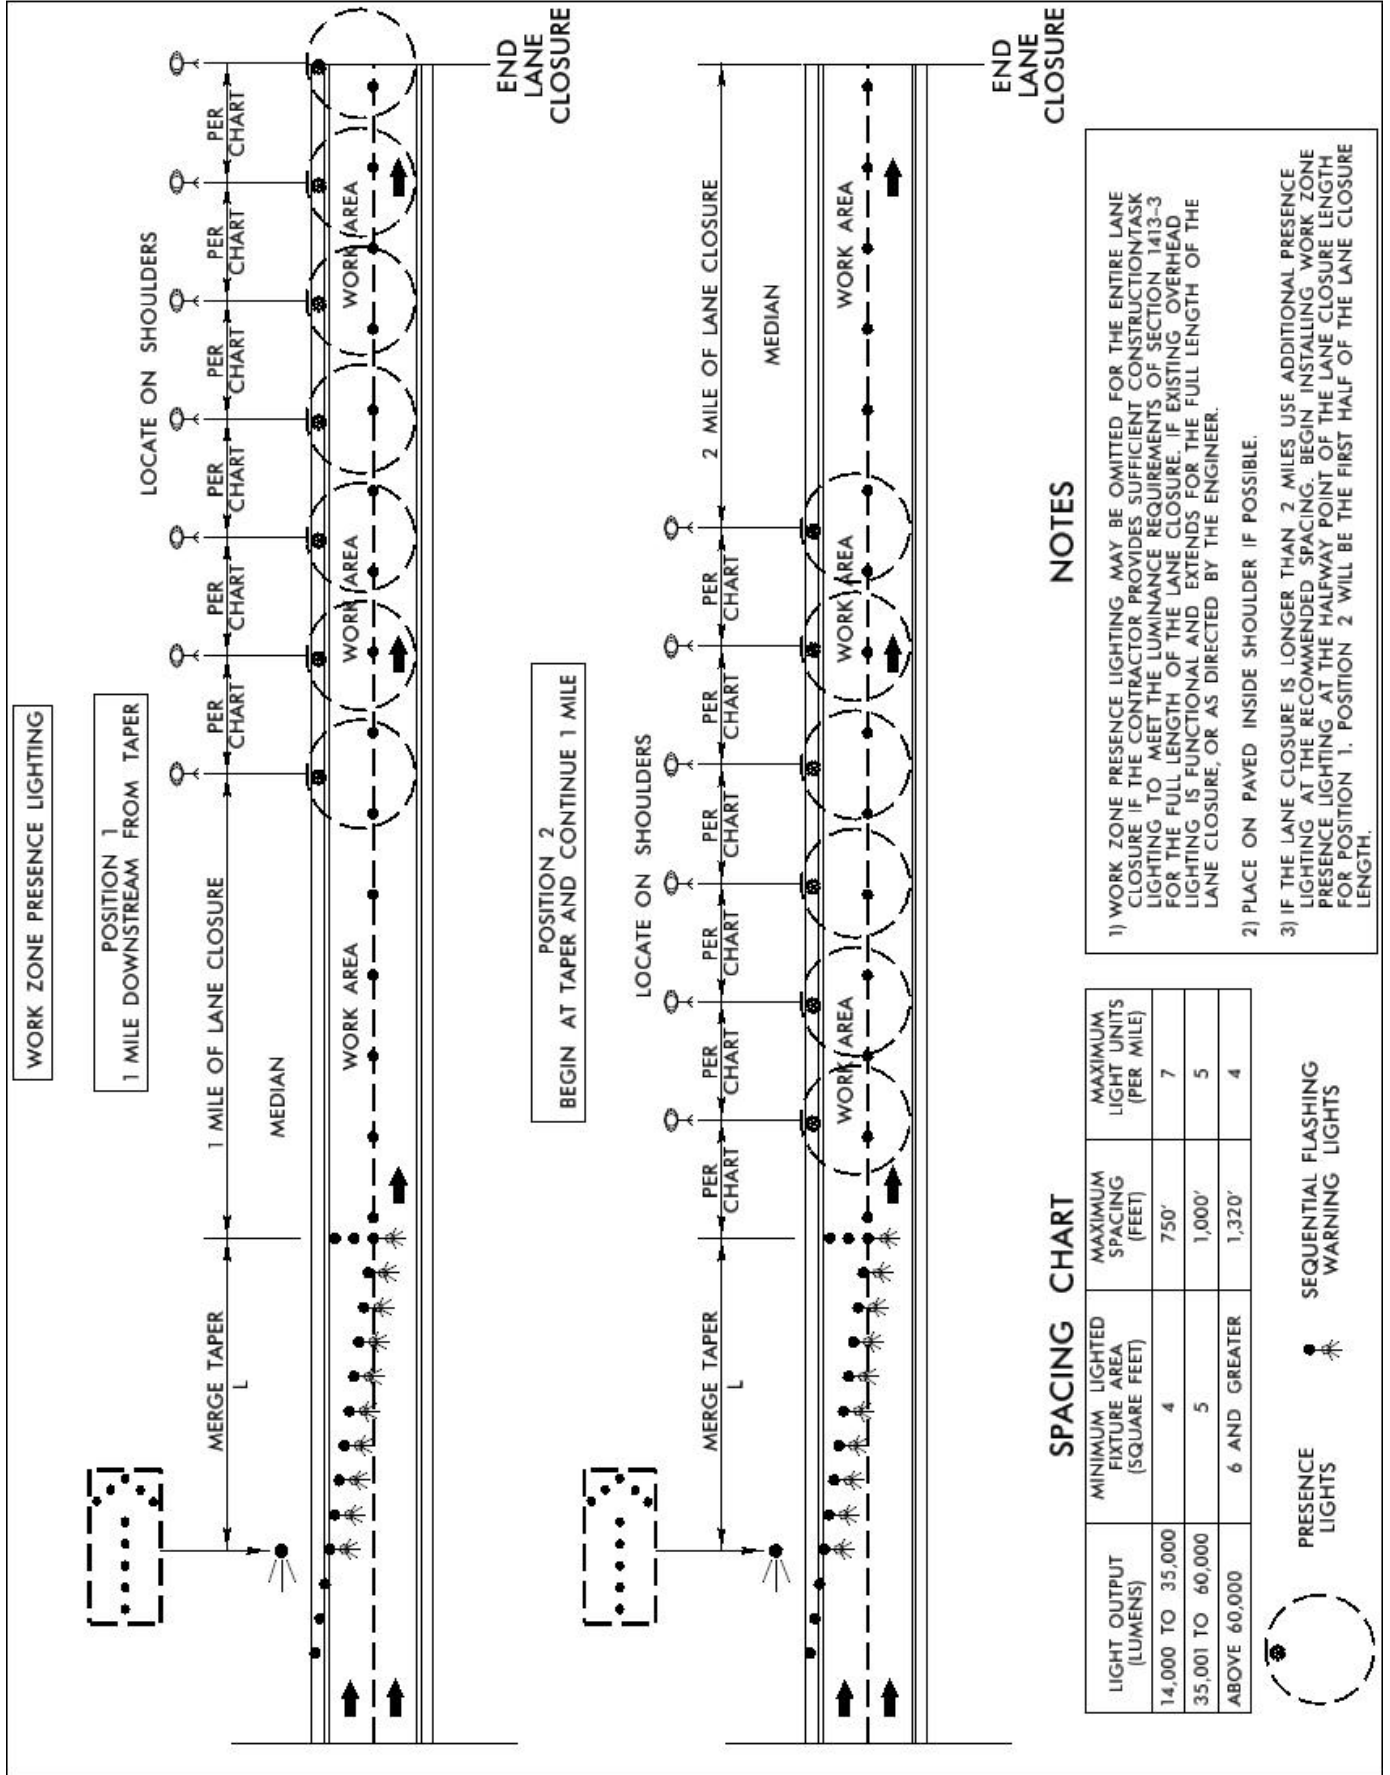 WORK ZONE PRESENCE LIGHTING
POSITION 1
1 MILE DOWNSTREAM FROM TAPER
LOCATE ON SHOULDERS
MERGE TAPER
L
1 MILE OF LANE CLOSURE
PER
CHART
PER
CHART
PER
CHART
PER
CHART
PER
CHART
PER
CHART
MEDIAN
WORK AREA
WORK AREA
WORK AREA
WORK AREA
END
LANE
CLOSURE
POSITION 2
BEGIN AT TAPER AND CONTINUE 1 MILE
LOCATE ON SHOULDERS
MERGE TAPER
L
PER
CHART
PER
CHART
PER
CHART
PER
CHART
PER
CHART
PER
CHART
2 MILE OF LANE CLOSURE
MEDIAN
WORK AREA
WORK AREA
WORK AREA
WORK AREA
END
LANE
CLOSURE
SPACING CHART
LIGHT OUTPUT
(LUMENS)
MINIMUM LIGHTED
FIXTURE AREA
(SQUARE FEET)
MAXIMUM
SPACING
(FEET)
MAXIMUM
LIGHT UNITS
(PER MILE)
14,000 TO 35,000 4 750' 7
35,001 TO 60,000 5 1,000' 5
ABOVE 60,000 6 AND GREATER 1,320' 4
PRESENCE
LIGHTS
SEQUENTIAL FLASHING
WARNING LIGHTS
NOTES
1) WORK ZONE PRESENCE LIGHTING MAY BE OMITTED FOR THE ENTIRE LANE
CLOSURE IF THE CONTRACTOR PROVIDES SUFFICIENT CONSTRUCTION/TASK
LIGHTING TO MEET THE LUMINANCE REQUIREMENTS OF SECTION 1413-3
FOR THE FULL LENGTH OF THE LANE CLOSURE. IF EXISTING OVERHEAD
LIGHTING IS FUNCTIONAL AND EXTENDS FOR THE FULL LENGTH OF THE
LANE CLOSURE, OR AS DIRECTED BY THE ENGINEER.
2) PLACE ON PAVED INSIDE SHOULDER IF POSSIBLE.
3) IF THE LANE CLOSURE IS LONGER THAN 2 MILES USE ADDITIONAL PRESENCE
LIGHTING AT THE RECOMMENDED SPACING. BEGIN INSTALLING WORK ZONE
PRESENCE LIGHTING AT THE HALFWAY POINT OF THE LANE CLOSURE LENGTH
FOR POSITION 1. POSITION 2 WILL BE THE FIRST HALF OF THE LANE CLOSURE
LENGTH.